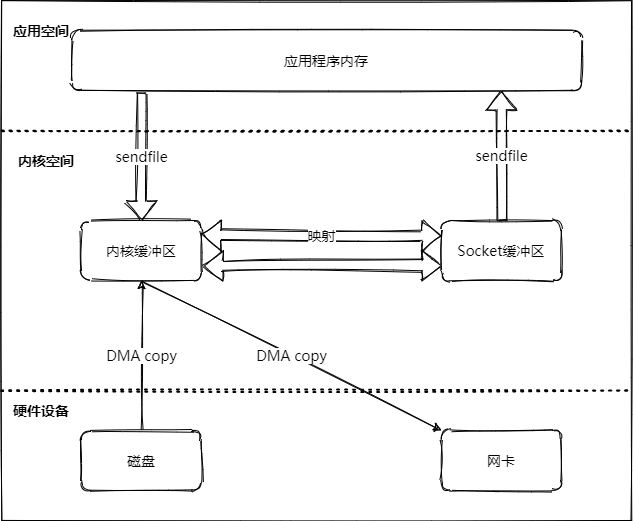 应用空间
应用程序内存
sendfile
sendfile
内核空间
映射
内核缓冲区
Socket缓冲区
DMA copy
DMA copy
硬件设备
磁盘
网卡